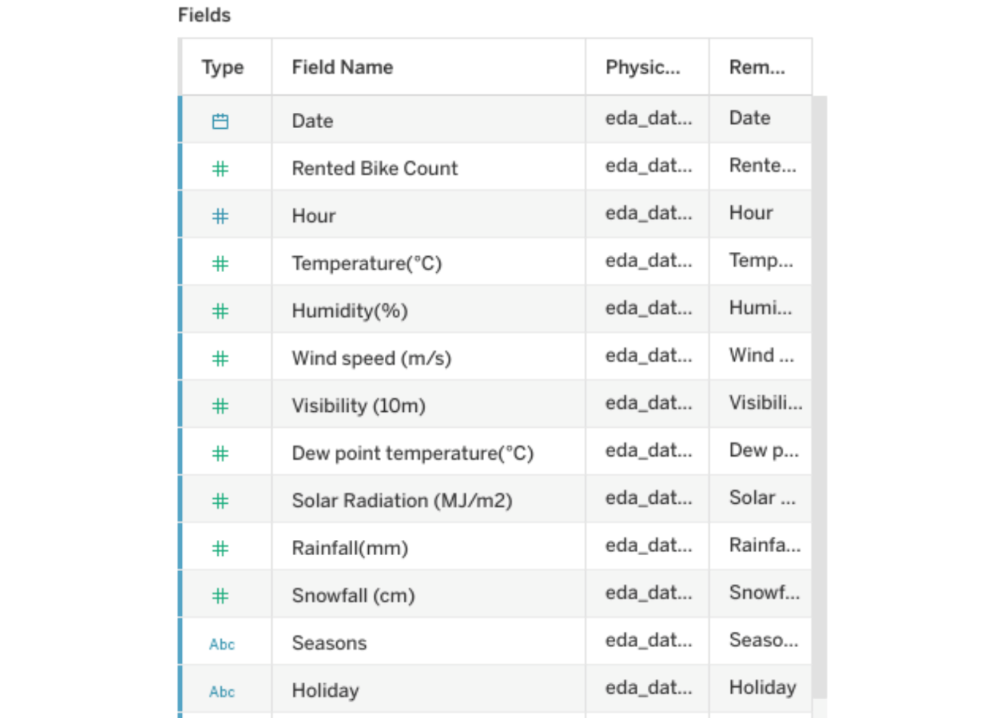 Fields
Type Field Name Physic... Rem...
Date eda_dat... Date
# Rented Bike Count eda_dat... Rente...
# Hour eda_dat... Hour
# Temperature(°C) eda_dat... Temp...
# Humidity(%) eda_dat... Humi...
# Wind speed (m/s) eda_dat... Wind ...
# Visibility (10m) eda_dat... Visibili...
# Dew point temperature(°C) eda_dat... Dew p...
# Solar Radiation (MJ/m2) eda_dat... Solar ...
# Rainfall(mm) eda_dat... Rainfa...
# Snowfall (cm) eda_dat... Snowf...
Abc Seasons eda_dat... Seaso...
Abc Holiday eda_dat... Holiday